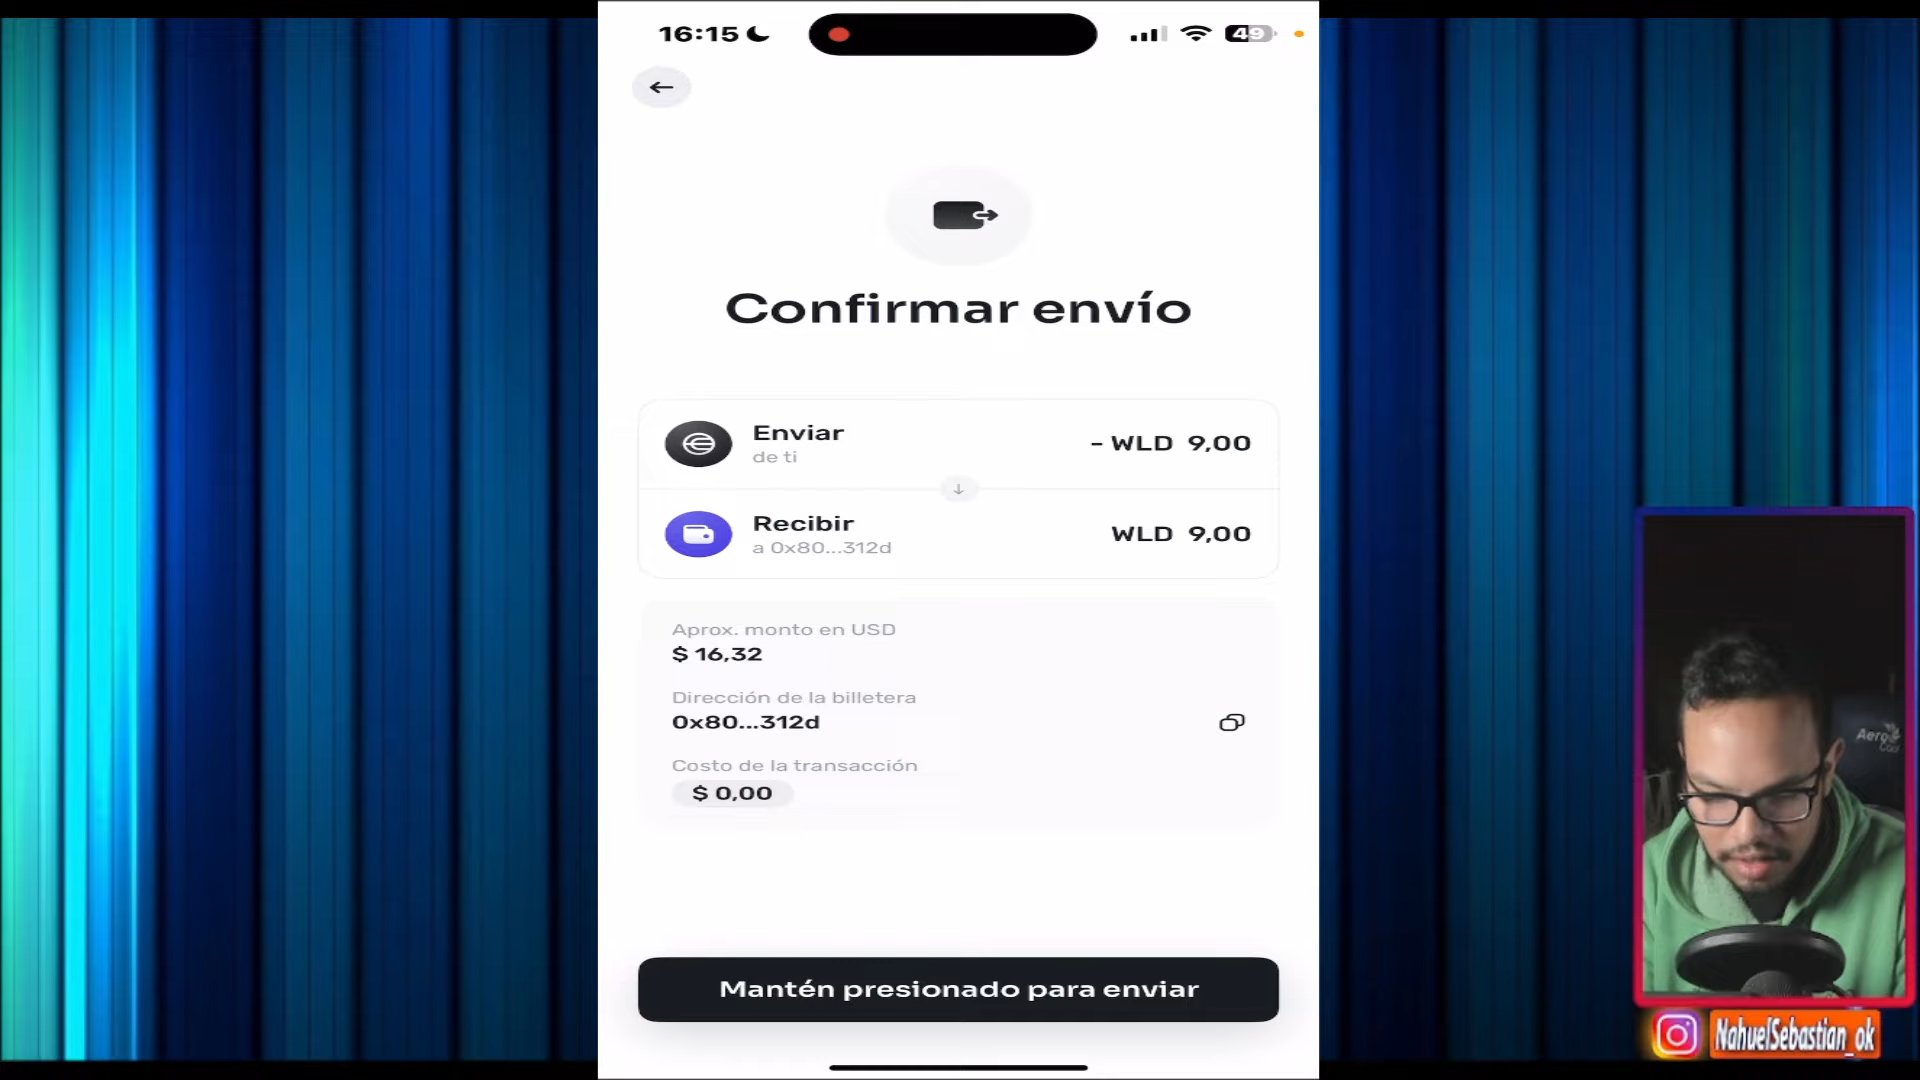 16:15
49
Confirmar envío
Enviar
de ti
- WLD 9,00
Recibir
a 0x80...312d
WLD 9,00
Aprox. monto en USD
$ 16,32
Dirección de la billetera
0x80...312d
Costo de la transacción
$ 0,00
Mantén presionado para enviar
Aero
Cool
NahuelSebastian_ok